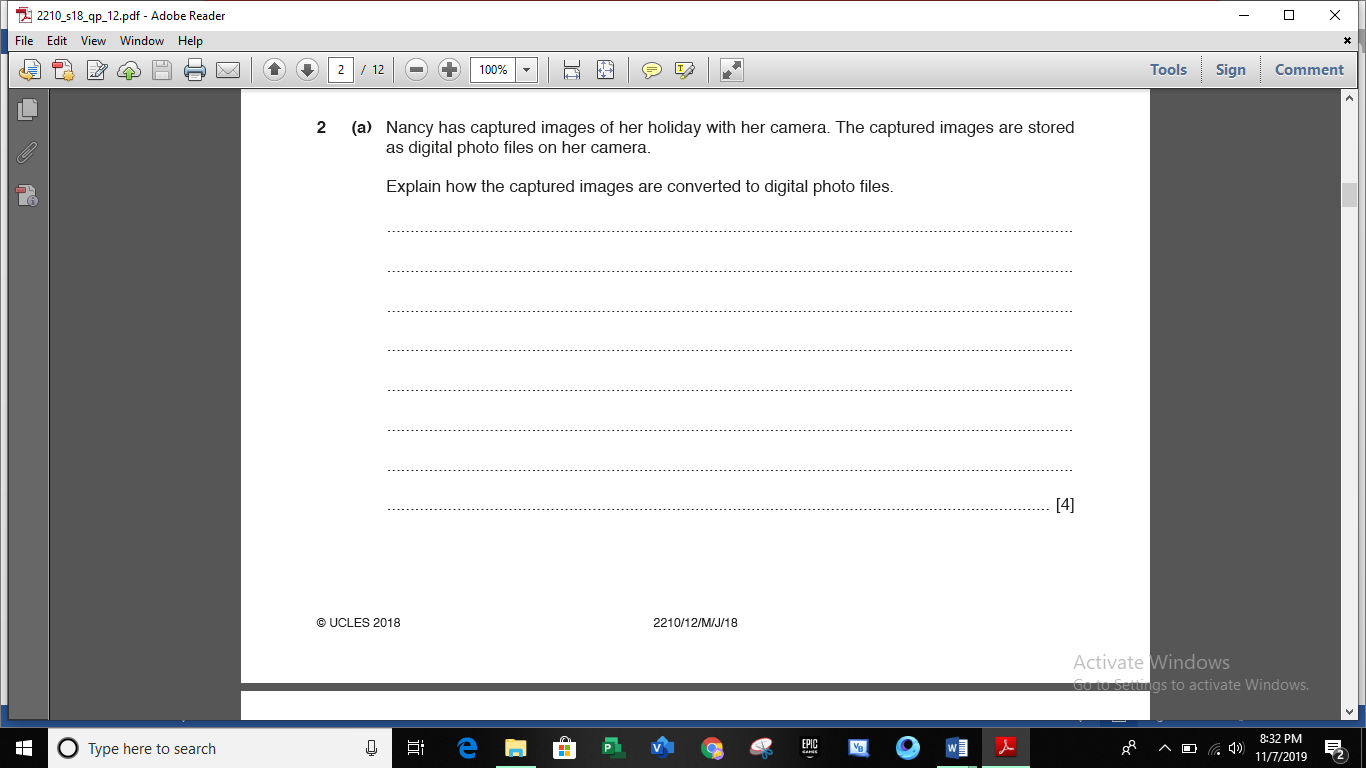 2210_s18_qp_12.pdf - Adobe Reader
File Edit View Window Help
2 / 12 100% Tools Sign Comment
2 (a) Nancy has captured images of her holiday with her camera. The captured images are stored
as digital photo files on her camera.
Explain how the captured images are converted to digital photo files.
...................................................................................................................................................
...................................................................................................................................................
...................................................................................................................................................
...................................................................................................................................................
...................................................................................................................................................
...................................................................................................................................................
...................................................................................................................................................
.............................................................................................................................................. [4]
© UCLES 2018 2210/12/M/J/18
Activate Windows
Go to Settings to activate Windows.
Type here to search
8:32 PM
11/7/2019
2